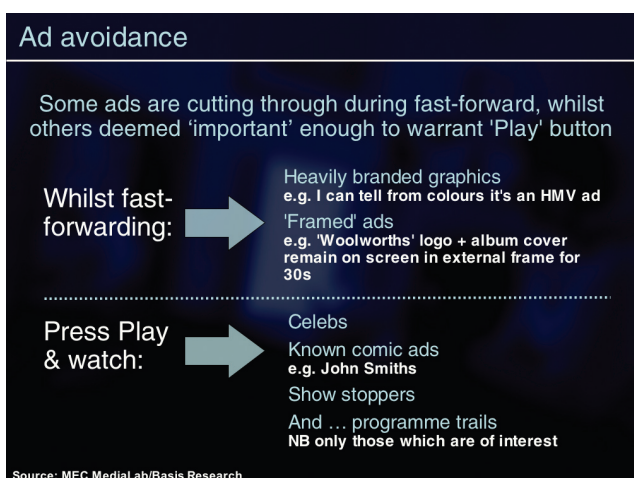 Ad avoidance
Some ads are cutting through during fast-forward, whilst
others deemed ‘important’ enough to warrant 'Play' button
Whilst fast-
forwarding:
Heavily branded graphics
e.g. I can tell from colours it's an HMV ad
'Framed' ads
e.g. 'Woolworths' logo + album cover
remain on screen in external frame for
30s
Press Play
& watch:
Celebs
Known comic ads
e.g. John Smiths
Show stoppers
And … programme trails
NB only those which are of interest
Source: MEC MediaLab/Basis Research